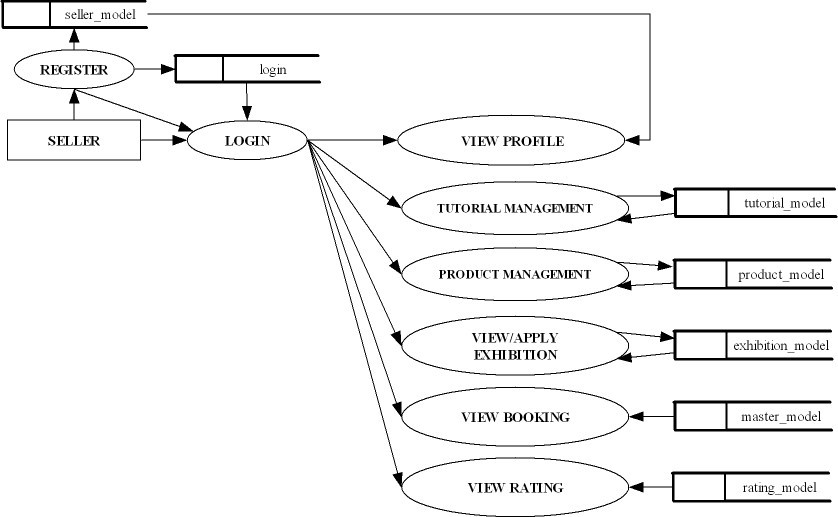 seller_model
REGISTER
login
SELLER
LOGIN
VIEW PROFILE
TUTORIAL MANAGEMENT
tutorial_model
PRODUCT MANAGEMENT
product_model
VIEW/APPLY
EXHIBITION
exhibition_model
VIEW BOOKING
master_model
VIEW RATING
rating_model